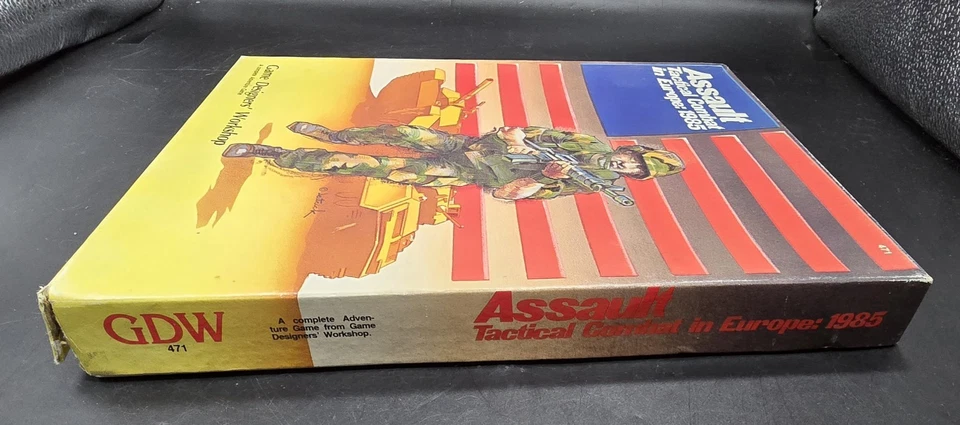 Assault
Tactical Combat
in Europe: 1985
Game Designers' Workshop
471
GDW
471
A complete Adven-
ture Game from Game
Designers' Workshop.
Assault
Tactical Combat in Europe: 1985